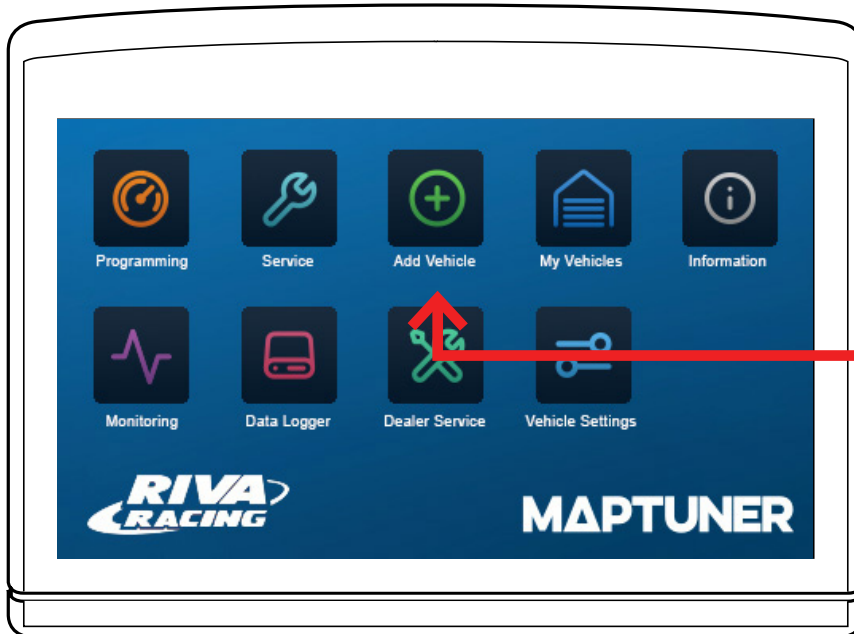 Programming
Service
Add Vehicle
My Vehicles
Information
Monitoring
Data Logger
Dealer Service
Vehicle Settings
RIVA
RACING
MAPTUNER